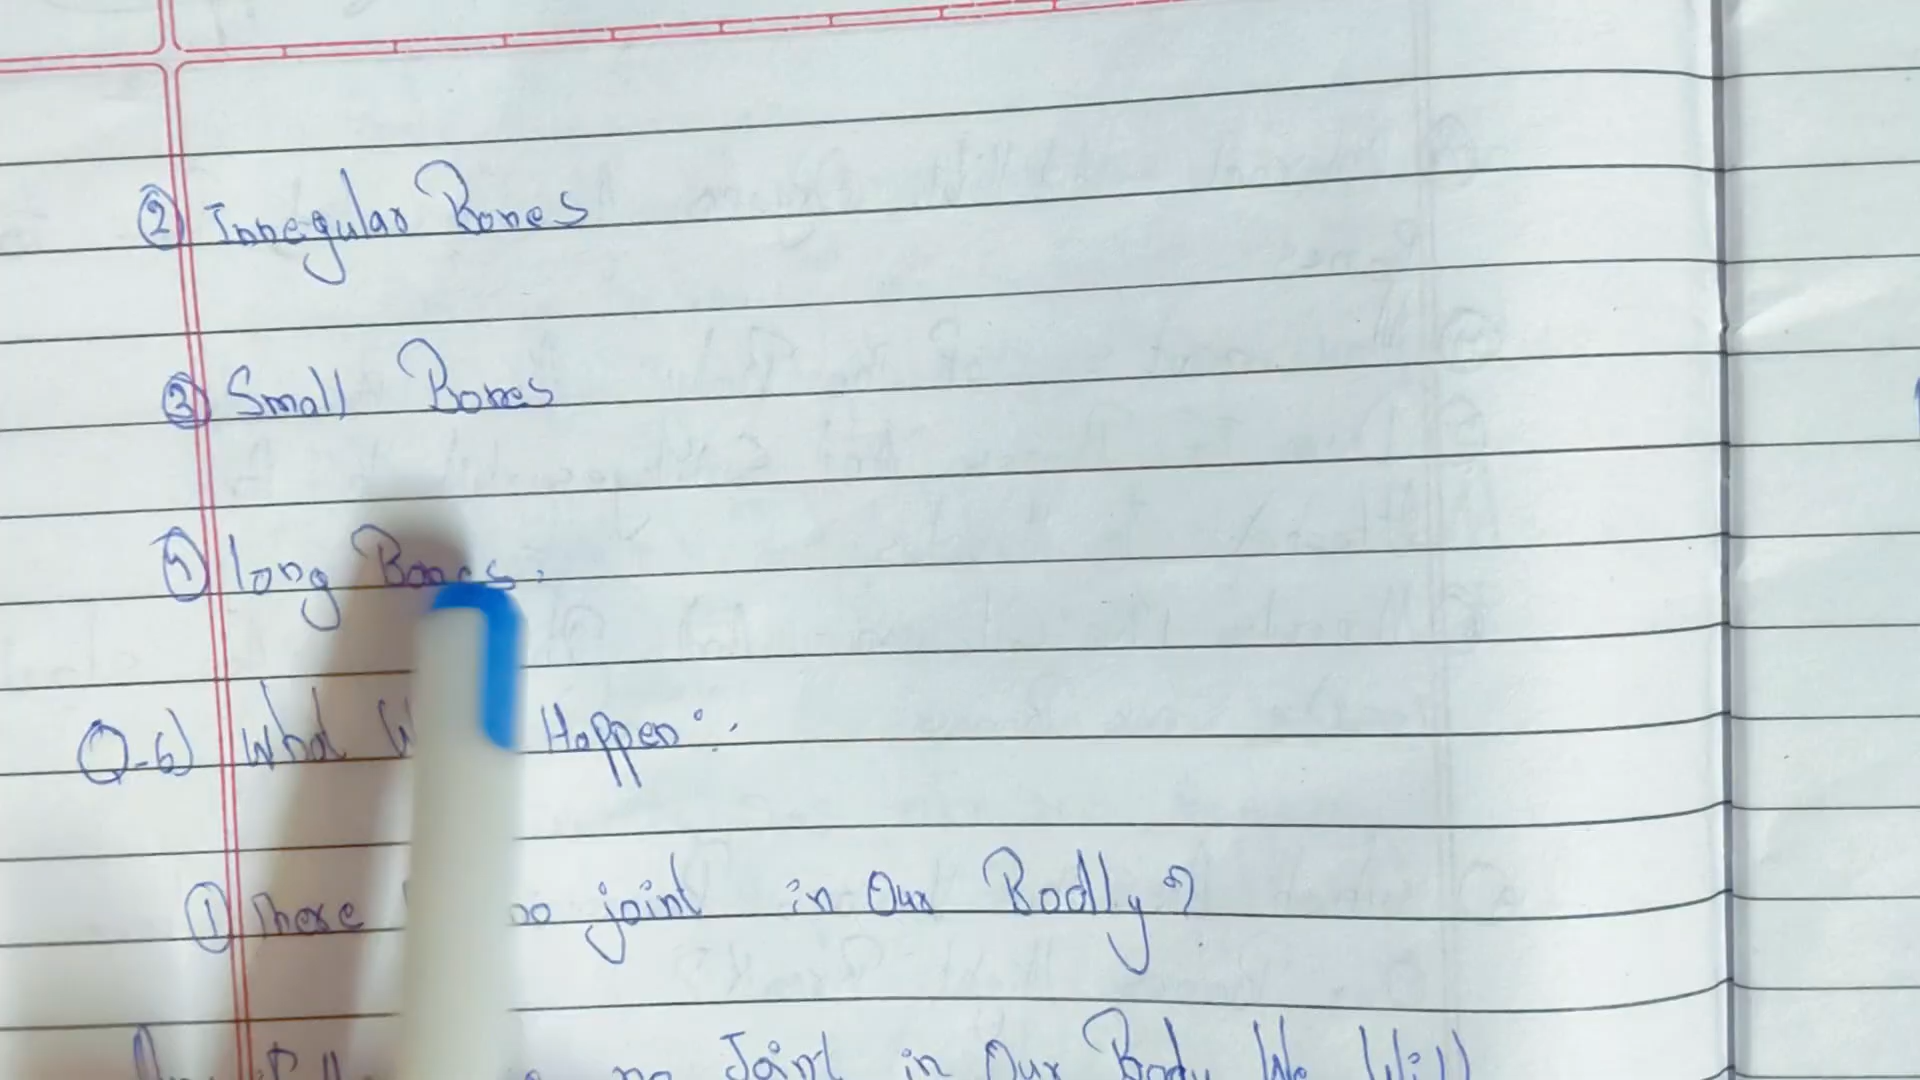 ② Irregular Bones
③ Small Bones
④ long Bones.
Q-6) What Happen :-
① There no joint in Our Bodly?
no Joint in Our Body We Will